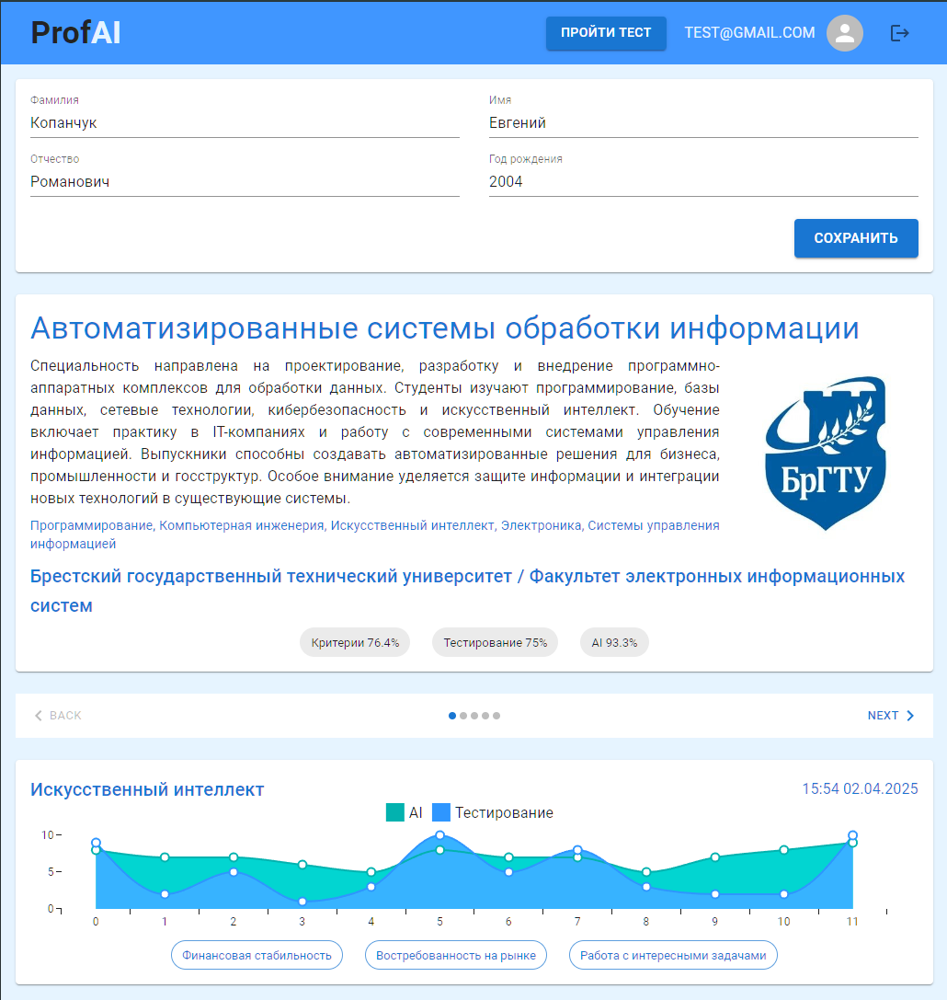 ProfAI
ПРОЙТИ ТЕСТ
TEST@GMAIL.COM
Фамилия
Копанчук
Имя
Евгений
Отчество
Романович
Год рождения
2004
СОХРАНИТЬ
Автоматизированные системы обработки информации
Специальность направлена на проектирование, разработку и внедрение программно-
аппаратных комплексов для обработки данных. Студенты изучают программирование, базы
данных, сетевые технологии, кибербезопасность и искусственный интеллект. Обучение
включает практику в IT-компаниях и работу с современными системами управления
информацией. Выпускники способны создавать автоматизированные решения для бизнеса,
промышленности и госструктур. Особое внимание уделяется защите информации и интеграции
новых технологий в существующие системы.
БрГТУ
Программирование, Компьютерная инженерия, Искусственный интеллект, Электроника, Системы управления
информацией
Брестский государственный технический университет / Факультет электронных информационных
систем
Критерии 76.4%
Тестирование 75%
AI 93.3%
BACK
NEXT
Искусственный интеллект
15:54 02.04.2025
AI
Тестирование
10
5
0
0 1 2 3 4 5 6 7 8 9 10 11
Финансовая стабильность
Востребованность на рынке
Работа с интересными задачами